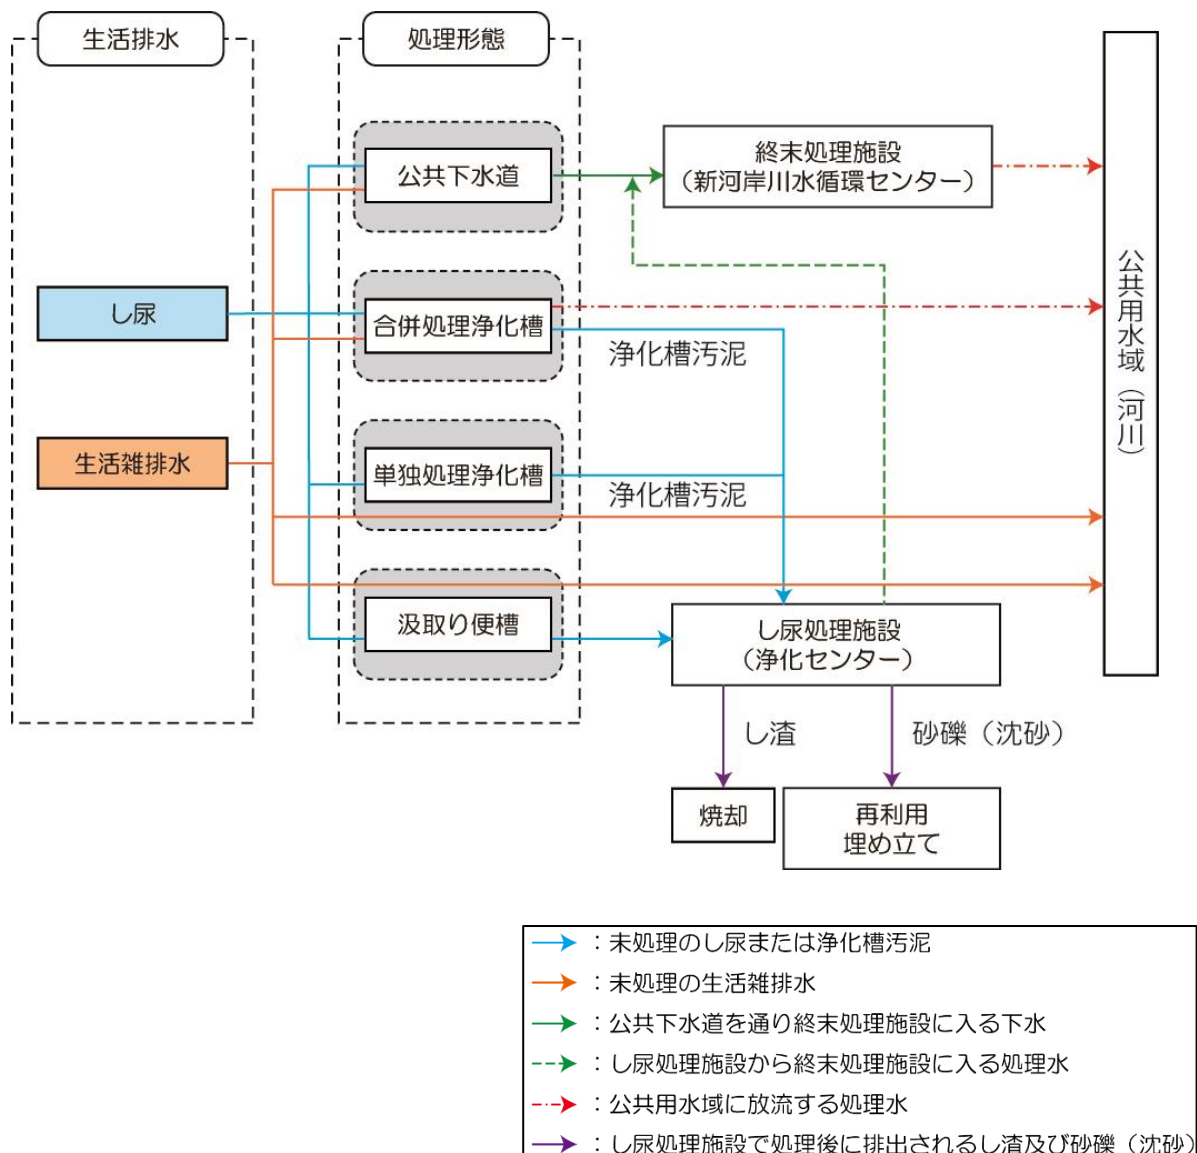 生活排水
処理形態
公共下水道
終末処理施設
（新河岸川水循環センター）
し尿
合併処理浄化槽
浄化槽汚泥
公共用水域（河川）
生活雑排水
単独処理浄化槽
浄化槽汚泥
汲取り便槽
し尿処理施設
（浄化センター）
し渣
砂礫（沈砂）
焼却
再利用
埋め立て
：未処理のし尿または浄化槽汚泥
：未処理の生活雑排水
：公共下水道を通り終末処理施設に入る下水
：し尿処理施設から終末処理施設に入る処理水
：公共用水域に放流する処理水
：し尿処理施設で処理後に排出されるし渣及び砂礫（沈砂）